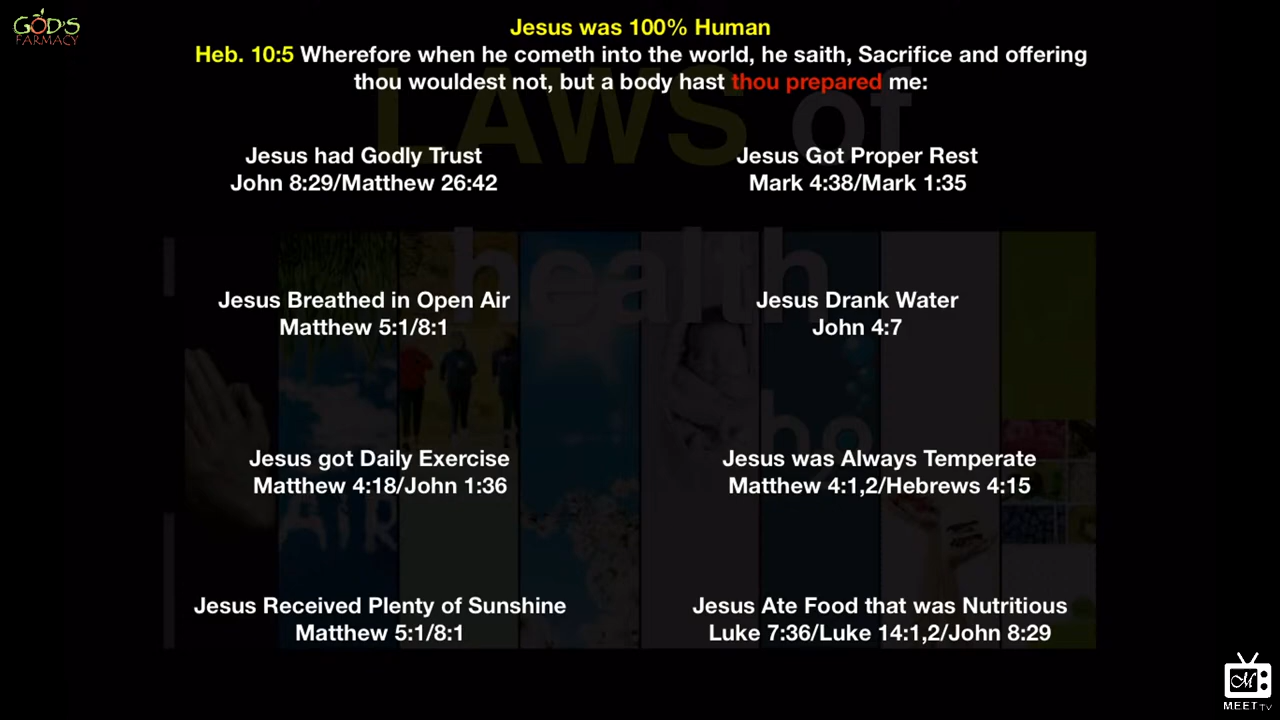 GOD'S
FARMACY
Jesus was 100% Human
Heb. 10:5 Wherefore when he cometh into the world, he saith, Sacrifice and offering
thou wouldest not, but a body hast thou prepared me:
LAWS of
health
Jesus had Godly Trust
John 8:29/Matthew 26:42
Jesus Got Proper Rest
Mark 4:38/Mark 1:35
Jesus Breathed in Open Air
Matthew 5:1/8:1
Jesus Drank Water
John 4:7
Jesus got Daily Exercise
Matthew 4:18/John 1:36
Jesus was Always Temperate
Matthew 4:1,2/Hebrews 4:15
AIR
Jesus Received Plenty of Sunshine
Matthew 5:1/8:1
Jesus Ate Food that was Nutritious
Luke 7:36/Luke 14:1,2/John 8:29
M
MEET TV